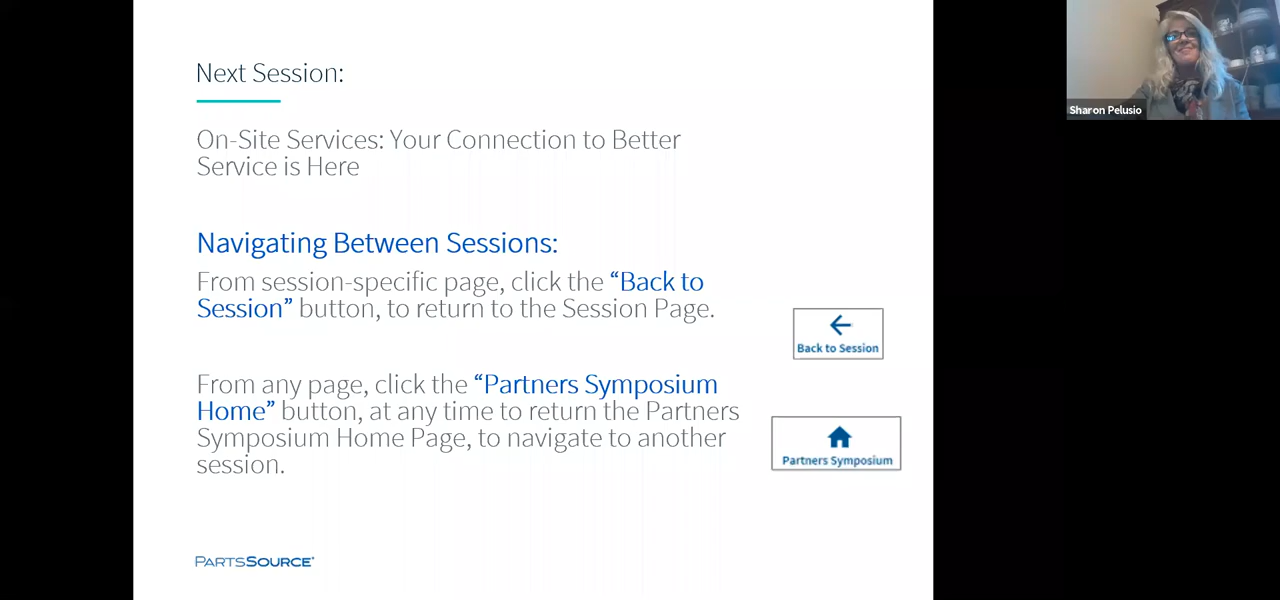 Next Session:
On-Site Services: Your Connection to Better
Service is Here
Navigating Between Sessions:
From session-specific page, click the “Back to
Session” button, to return to the Session Page.
Back to Session
From any page, click the “Partners Symposium
Home” button, at any time to return the Partners
Symposium Home Page, to navigate to another
session.
Partners Symposium
PARTSSOURCE®
Sharon Pelusio